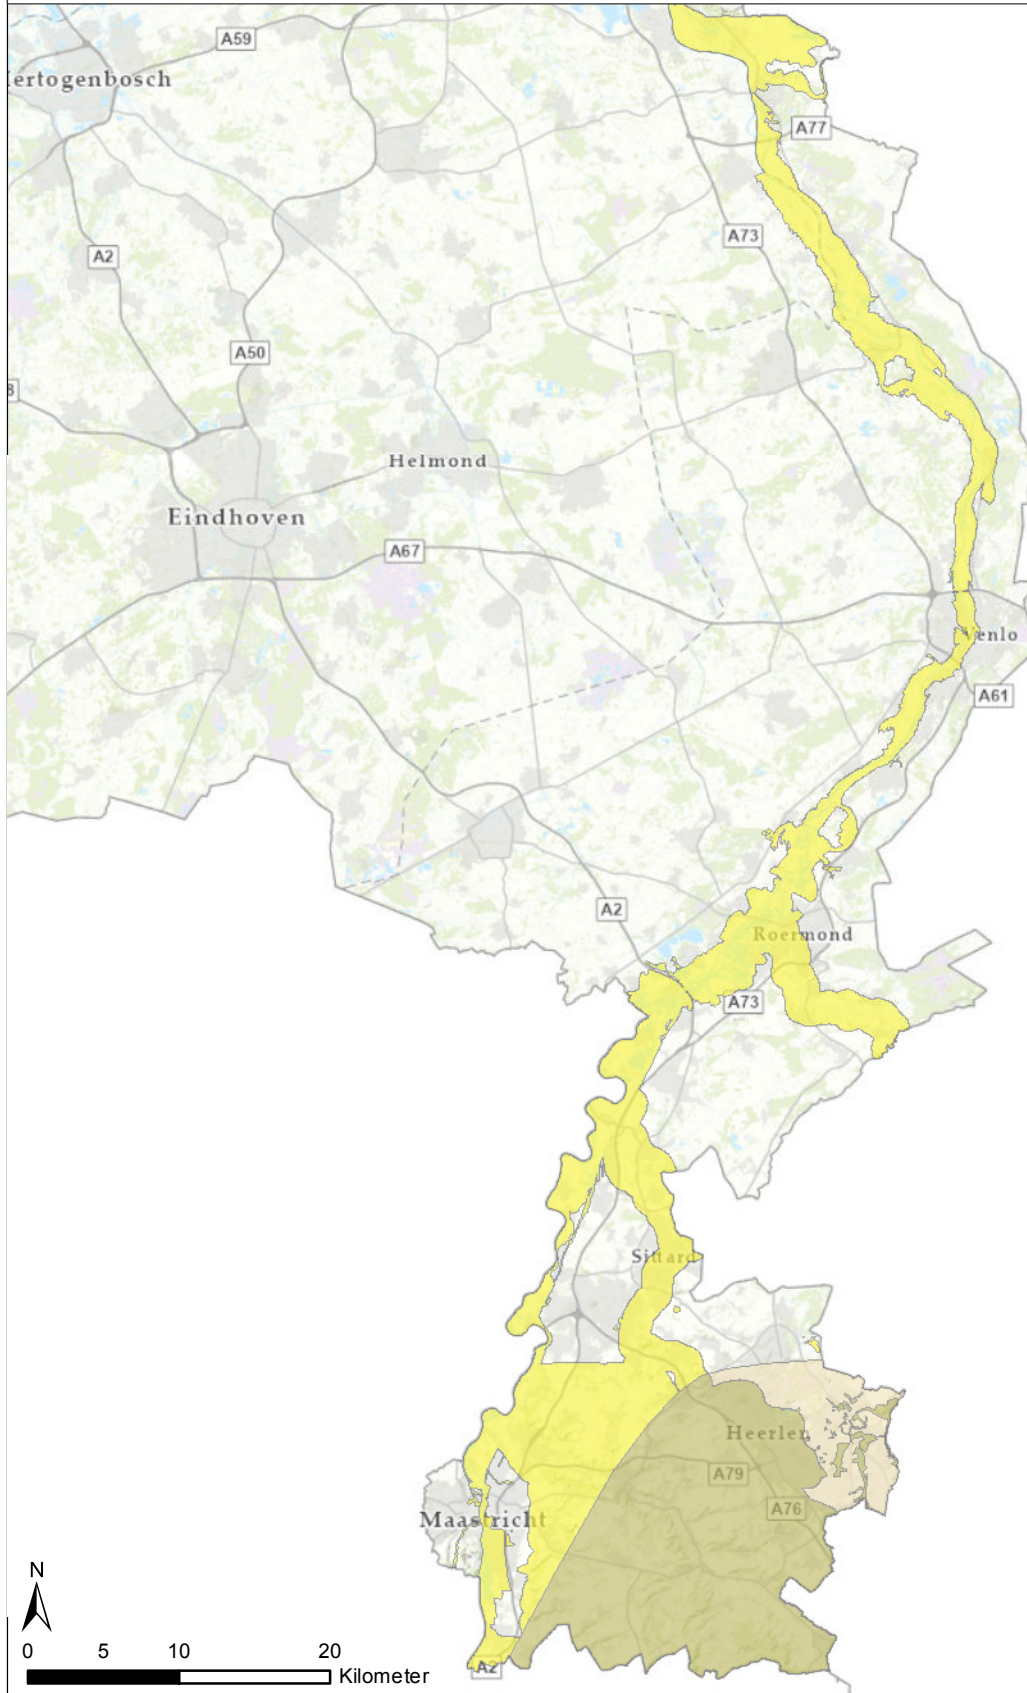 A59
ertogenbosch
A77
A73
A2
A50
Helmond
Eindhoven
A67
Venlo
A61
A2
Roermond
A73
Sittard
Heerlen
A79
A76
Maastricht
N
0 5 10 20
Kilometer
A2